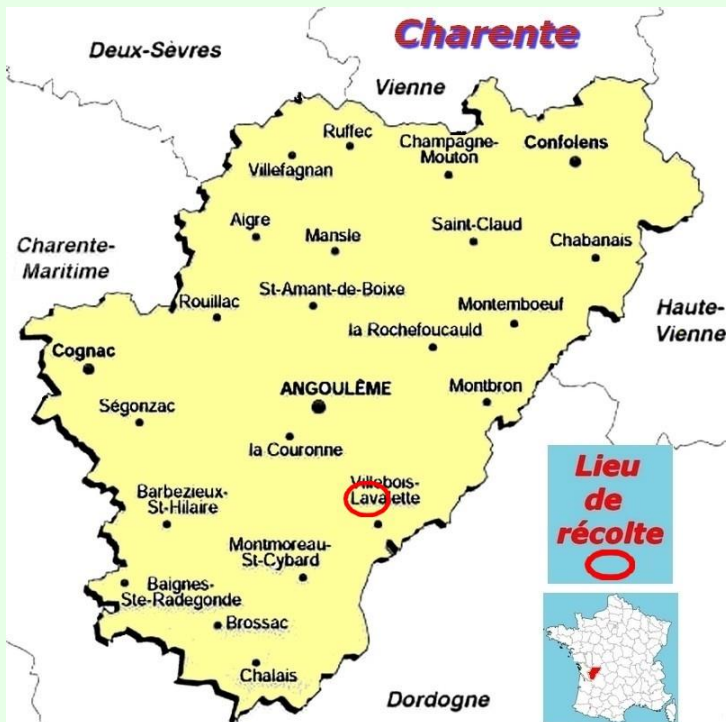 Charente
Deux-Sèvres
Vienne
Ruffec
Villefagnan
Champagne-
Mouton
Confolens
Aigre
Mansle
Saint-Claud
Chabanais
Charente-
Maritime
Rouillac
St-Amant-de-Boixe
Montemboeuf
Haute-
Vienne
la Rochefoucauld
Cognac
ANGOULÊME
Montbron
Ségonzac
la Couronne
Villebois-
Lavalette
Barbezieux-
St-Hilaire
Lieu
de
récolte
Montmoreau-
St-Cybard
Baignes-
Ste-Radegonde
Brossac
Chalais
Dordogne